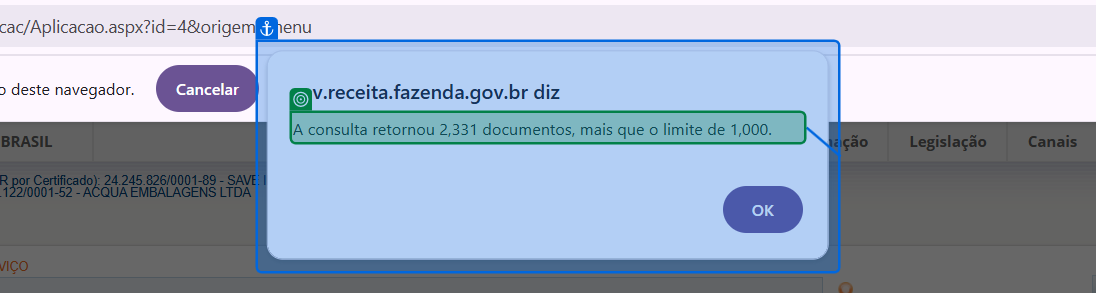 cac/Aplicacao.aspx?id=4&origem menu
o deste navegador.
Cancelar
v.receita.fazenda.gov.br diz
A consulta retornou 2,331 documentos, mais que o limite de 1,000.
OK
BRASIL
ação
Legislação
Canais
R por Certificado): 24.245.826/0001-89 - SAVE
.122/0001-52 - ACQUA EMBALAGENS LTDA
VIÇO